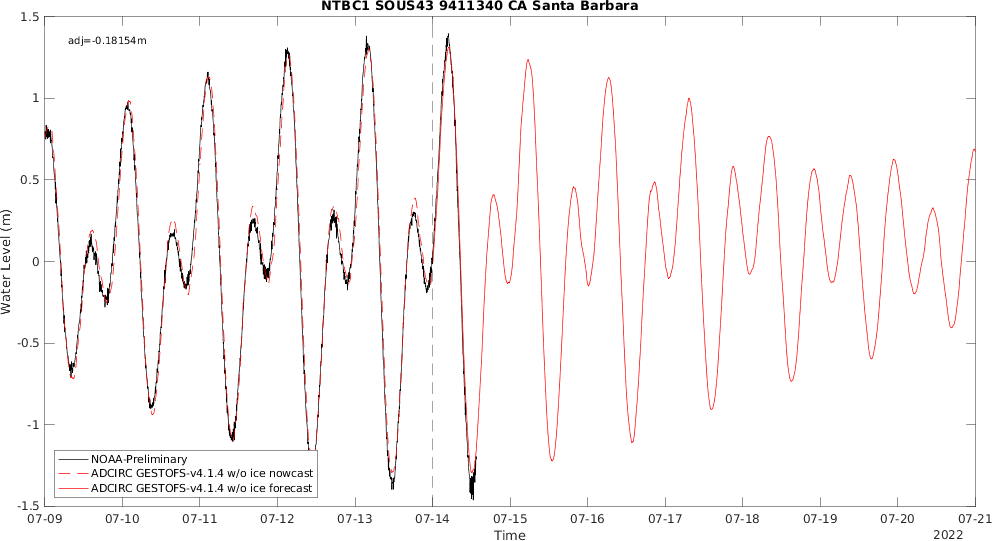 NTBC1 SOUS43 9411340 CA Santa Barbara
adj=-0.18154m
1.5
1
0.5
0
-0.5
-1
-1.5
Water Level (m)
NOAA-Preliminary
ADCIRC GESTOFS-v4.1.4 w/o ice nowcast
ADCIRC GESTOFS-v4.1.4 w/o ice forecast
07-09 07-10 07-11 07-12 07-13 07-14 07-15 07-16 07-17 07-18 07-19 07-20 07-21
Time
2022